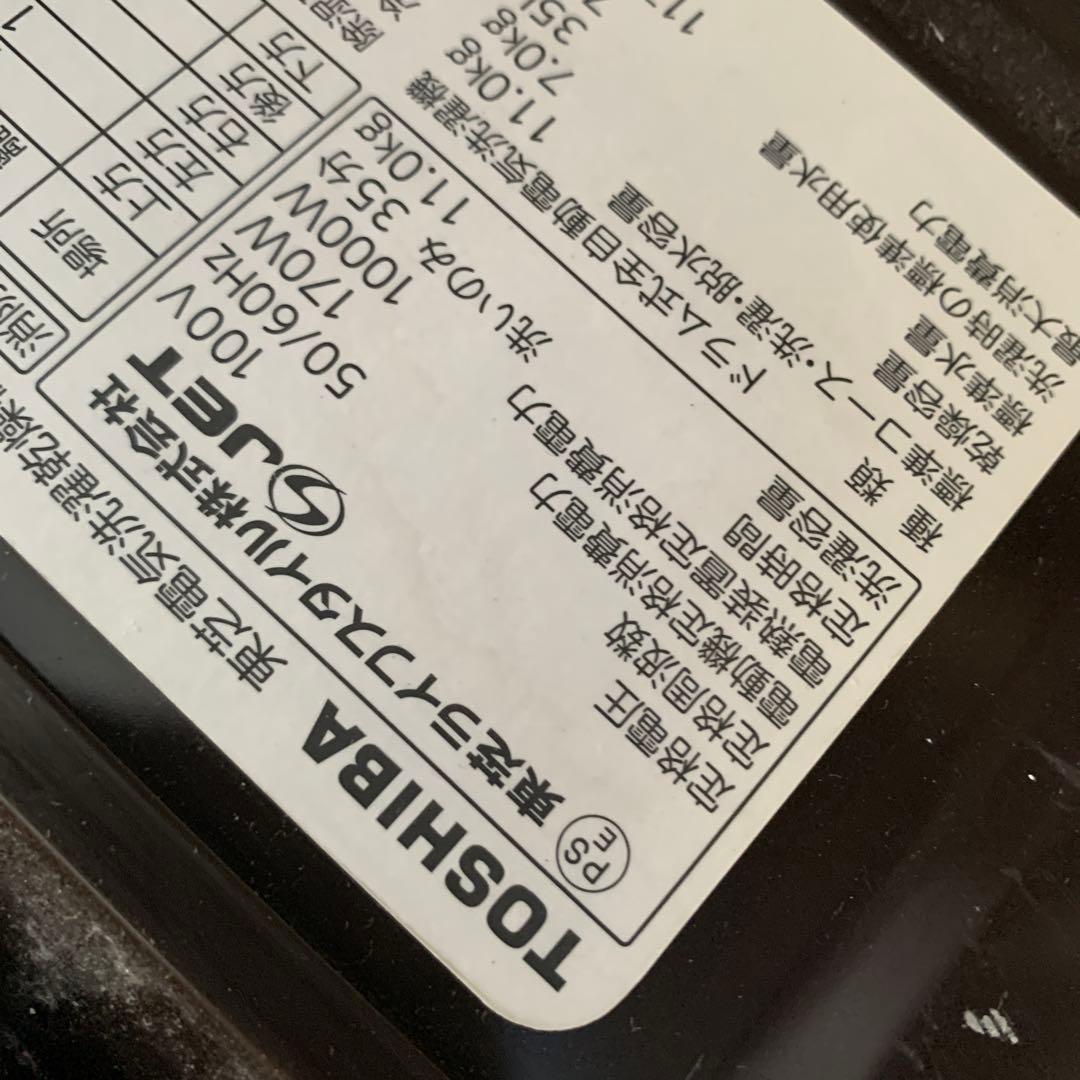 TOSHIBA 東芝電気洗濯乾燥
東芝ライフスタイル株式会社
PS
E
JET
定格電圧 100V
定格周波数 50/60Hz
電動機定格消費電力 170W
電熱装置定格消費電力 1000W
定格時間 洗いのみ 35分
洗濯容量 11.0kg
種類 ドラム式全自動電気洗濯機
標準コース・洗濯・脱水容量 11.0kg
乾燥容量 7.0kg
標準水量
洗濯時の標準使用水量
最大消費電力
場所
上方
左方
右方
後方
下方